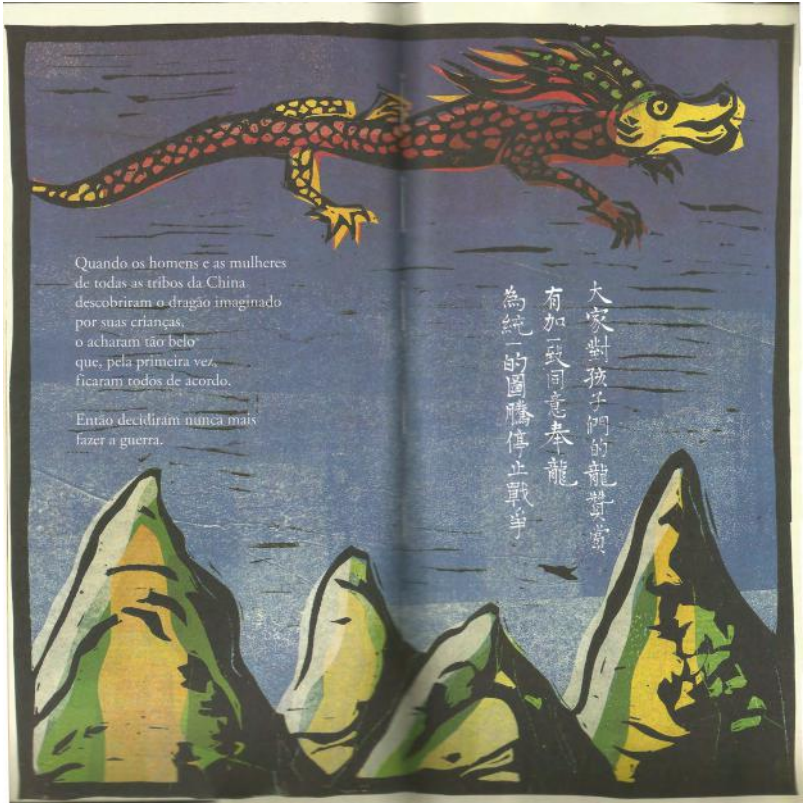 Quando os homens e as mulheres
de todas as tribos da China
descobriram o dragão imaginado
por suas crianças,
o acharam tão belo
que, pela primeira vez,
ficaram todos de acordo.
Então decidiram nunca mais
fazer a guerra.
大家對孩子們的龍贊賞
有加一致同意奉龍
為統一的圖騰停止戰爭